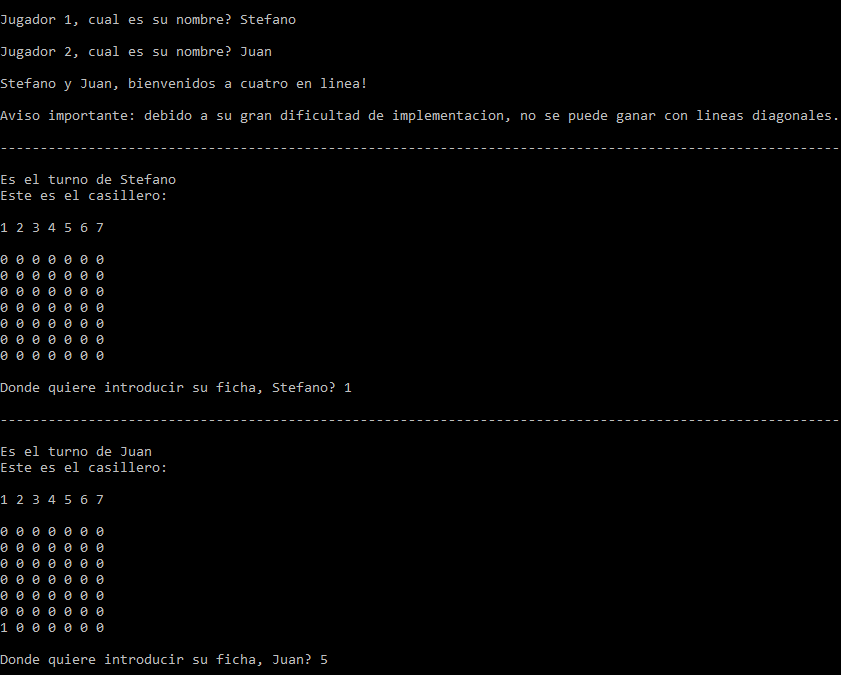 Jugador 1, cual es su nombre? Stefano
Jugador 2, cual es su nombre? Juan
Stefano y Juan, bienvenidos a cuatro en linea!
Aviso importante: debido a su gran dificultad de implementacion, no se puede ganar con lineas diagonales.
---------------------------------------------------------------------------------------------------------
Es el turno de Stefano
Este es el casillero:
1 2 3 4 5 6 7
0 0 0 0 0 0 0
0 0 0 0 0 0 0
0 0 0 0 0 0 0
0 0 0 0 0 0 0
0 0 0 0 0 0 0
0 0 0 0 0 0 0
0 0 0 0 0 0 0
Donde quiere introducir su ficha, Stefano? 1
---------------------------------------------------------------------------------------------------------
Es el turno de Juan
Este es el casillero:
1 2 3 4 5 6 7
0 0 0 0 0 0 0
0 0 0 0 0 0 0
0 0 0 0 0 0 0
0 0 0 0 0 0 0
0 0 0 0 0 0 0
0 0 0 0 0 0 0
1 0 0 0 0 0 0
Donde quiere introducir su ficha, Juan? 5